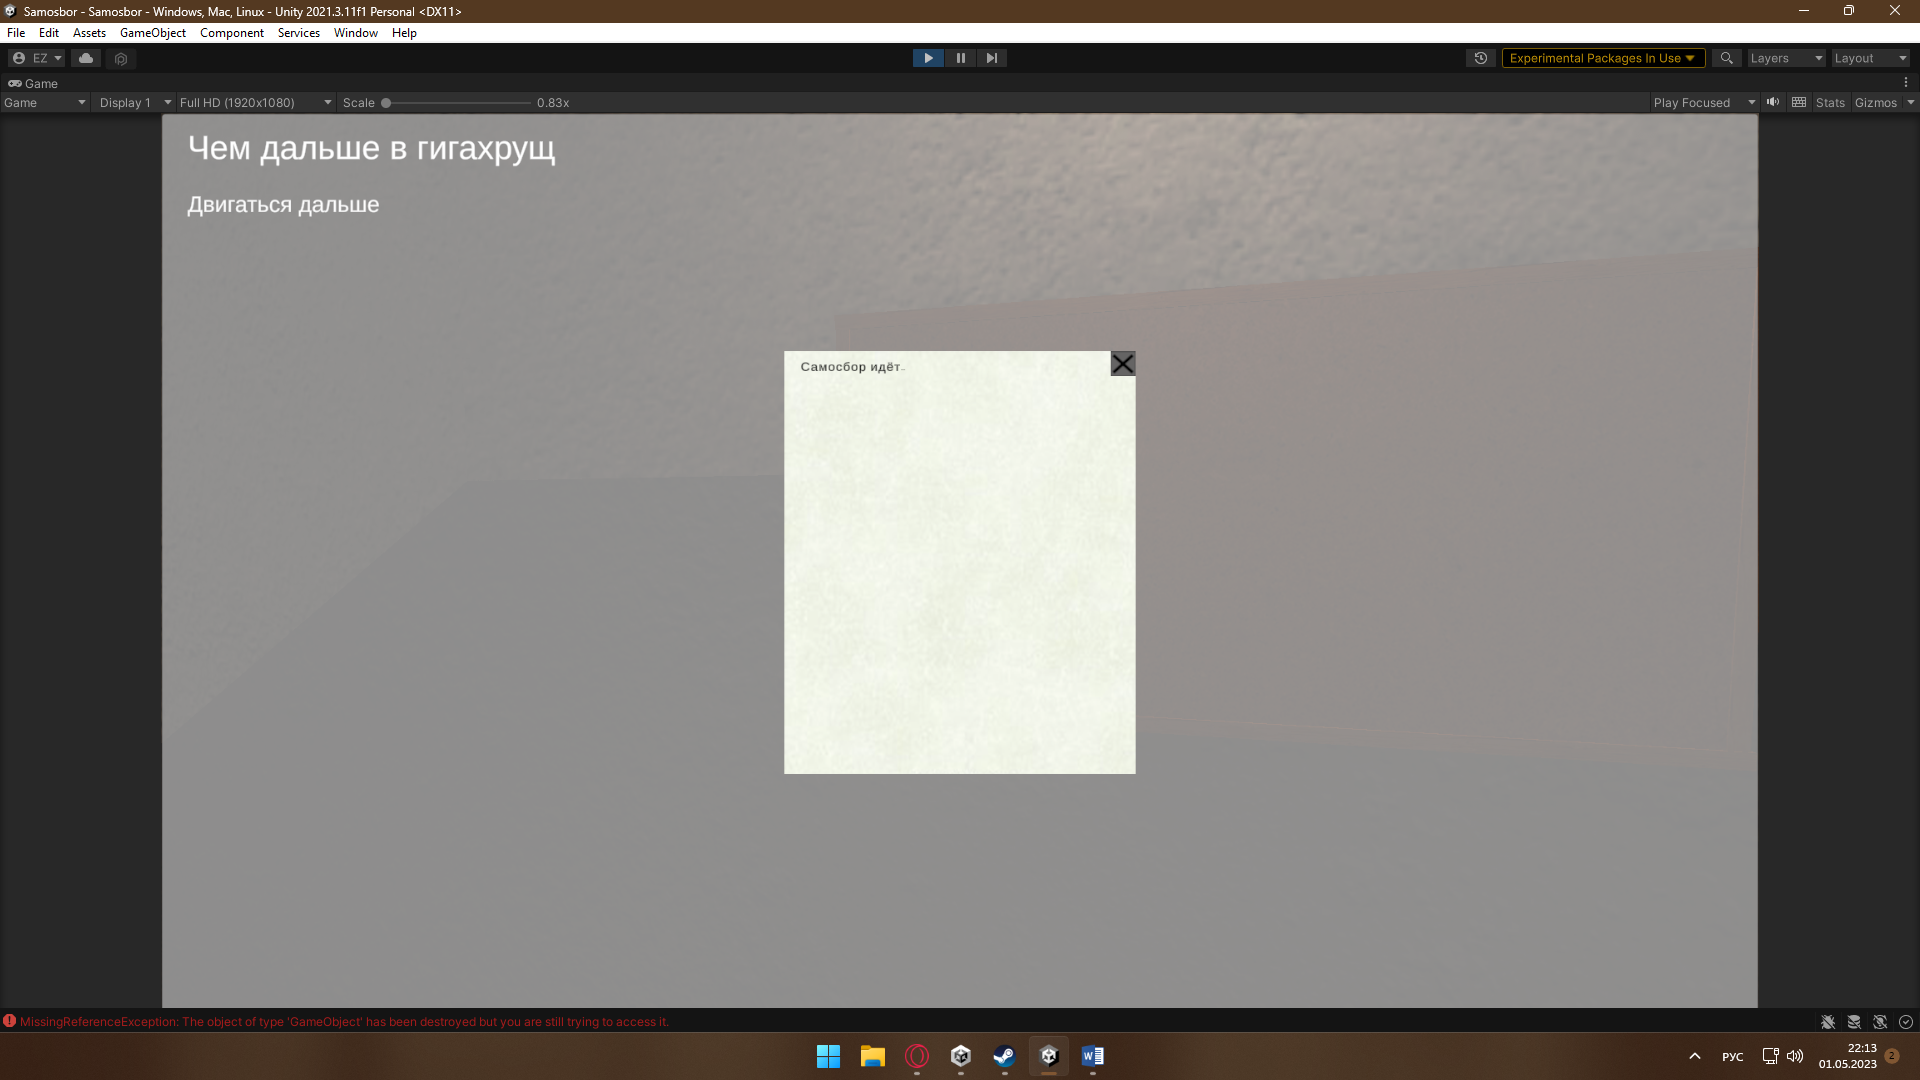 Samosbor - Samosbor - Windows, Mac, Linux - Unity 2021.3.11f1 Personal <DX11>
File Edit Assets GameObject Component Services Window Help
EZ
Experimental Packages In Use
Layers
Layout
Game
Game
Display 1
Full HD (1920x1080)
Scale
0.83x
Play Focused
Stats
Gizmos
Чем дальше в гигахрущ
Двигаться дальше
Самосбор идёт...
MissingReferenceException: The object of type 'GameObject' has been destroyed but you are still trying to access it.
РУС
22:13
01.05.2023
2